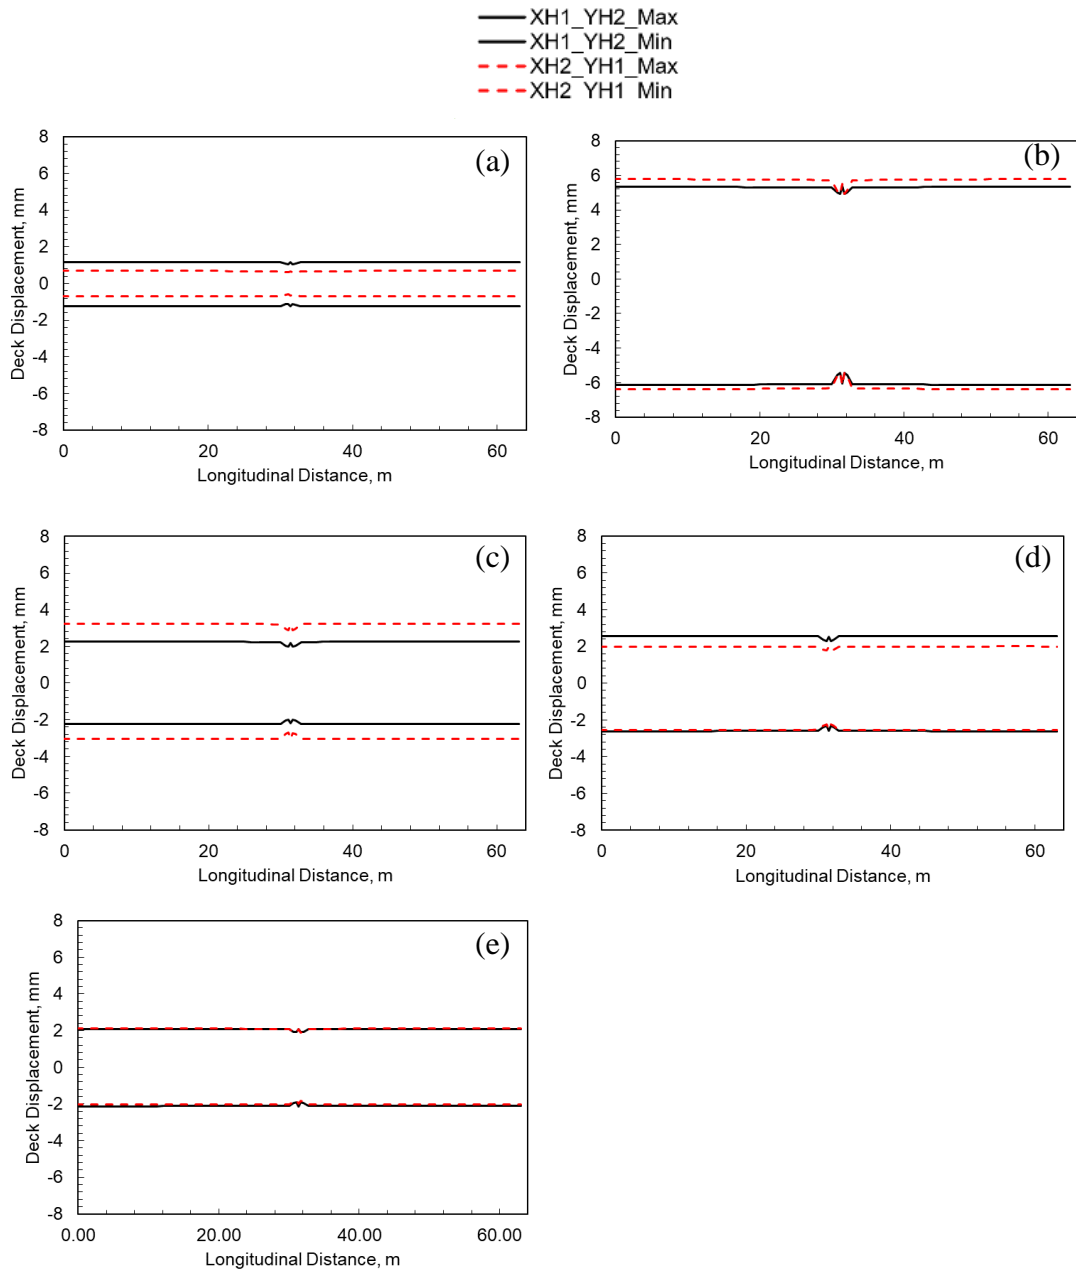 XH1_YH2_Max
XH1_YH2_Min
XH2_YH1_Max
XH2 YH1 Min
(a)
8
6
4
2
0
-2
-4
-6
-8
Deck Displacement, mm
0 20 40 60
Longitudinal Distance, m
(b)
8
6
4
2
0
-2
-4
-6
-8
Deck Displacement, mm
0 20 40 60
Longitudinal Distance, m
(c)
8
6
4
2
0
-2
-4
-6
-8
Deck Displacement, mm
0 20 40 60
Longitudinal Distance, m
(d)
8
6
4
2
0
-2
-4
-6
-8
Deck Displacement, mm
0 20 40 60
Longitudinal Distance, m
(e)
8
6
4
2
0
-2
-4
-6
-8
Deck Displacement, mm
0.00 20.00 40.00 60.00
Longitudinal Distance, m